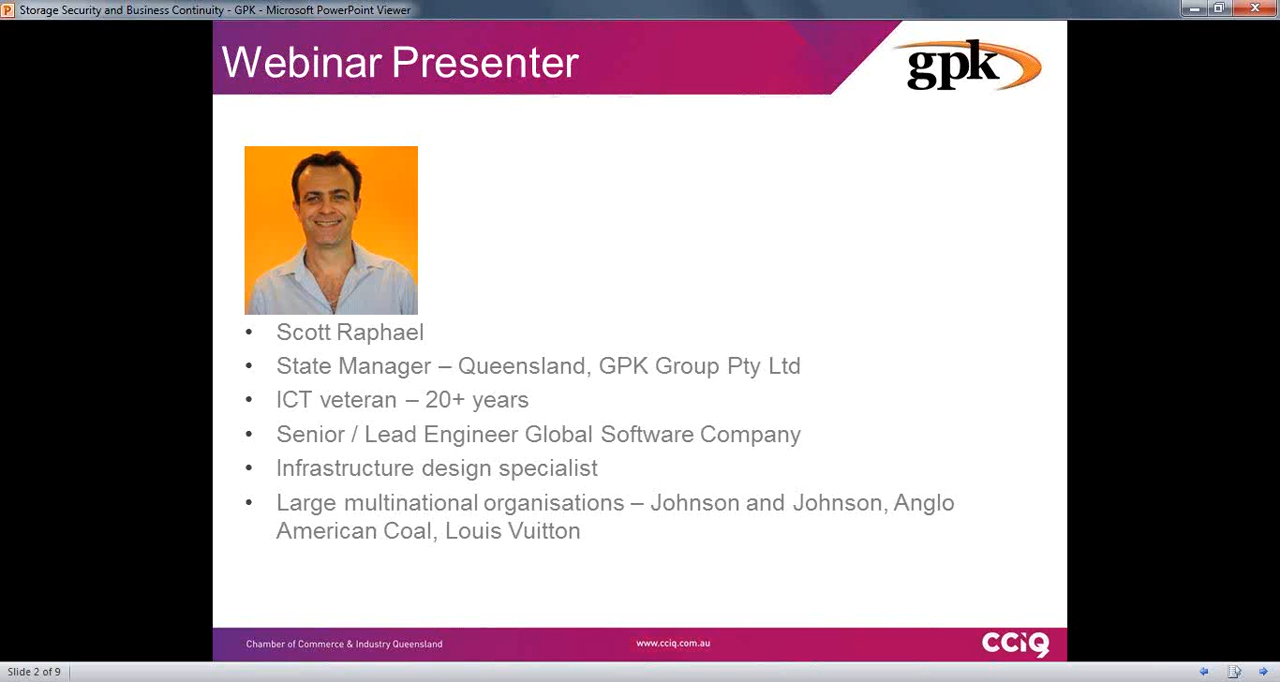 Storage Security and Business Continuity - GPK - Microsoft PowerPoint Viewer
Webinar Presenter
gpk
• Scott Raphael
• State Manager – Queensland, GPK Group Pty Ltd
• ICT veteran – 20+ years
• Senior / Lead Engineer Global Software Company
• Infrastructure design specialist
• Large multinational organisations – Johnson and Johnson, Anglo
American Coal, Louis Vuitton
Chamber of Commerce & Industry Queensland
www.cciq.com.au
CCIQ
Slide 2 of 9